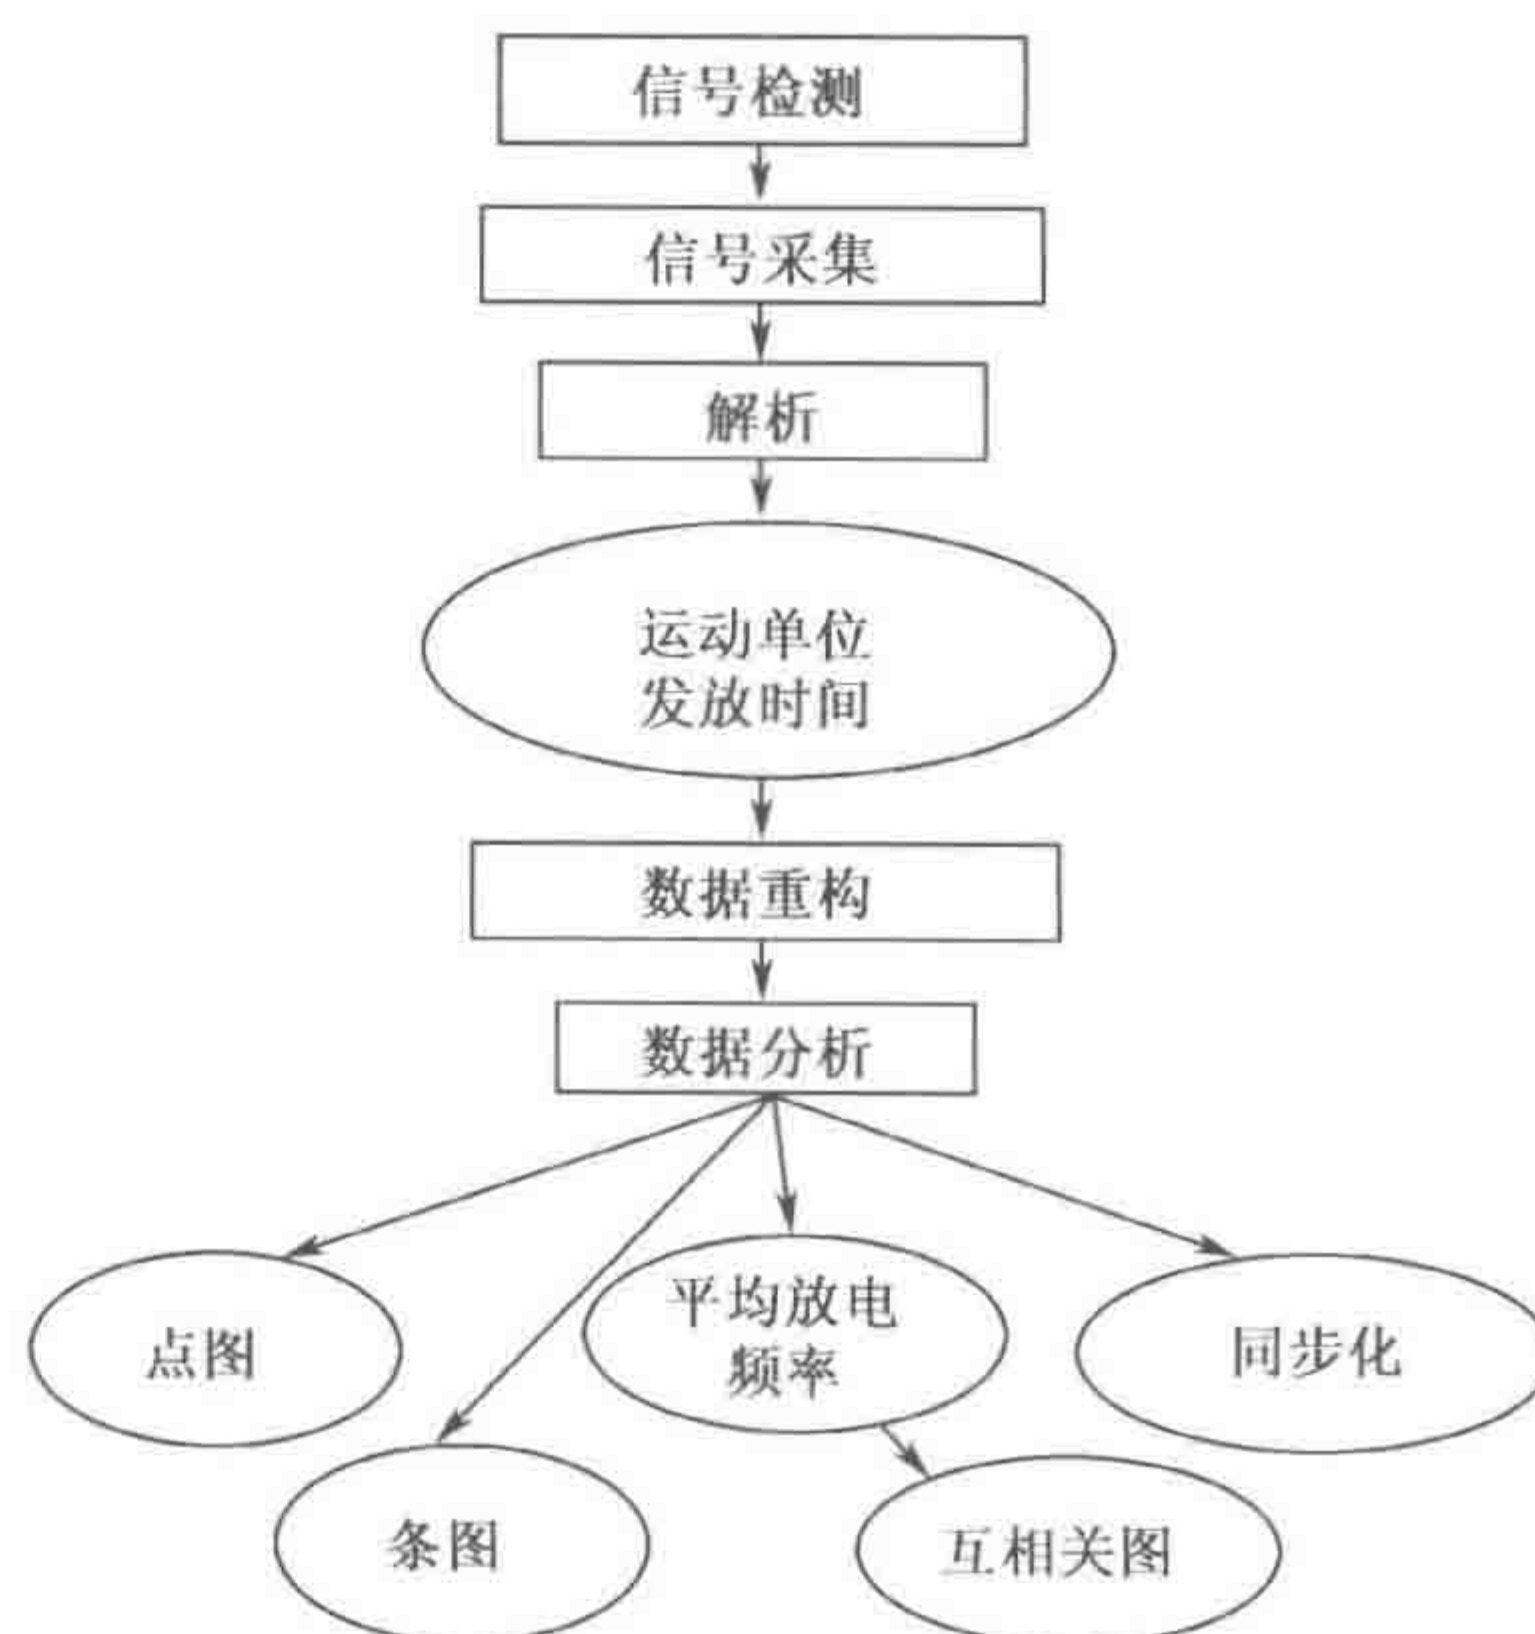 信号检测
信号采集
解析
运动单位
发放时间
数据重构
数据分析
点图
平均放电
频率
同步化
条图
互相关图